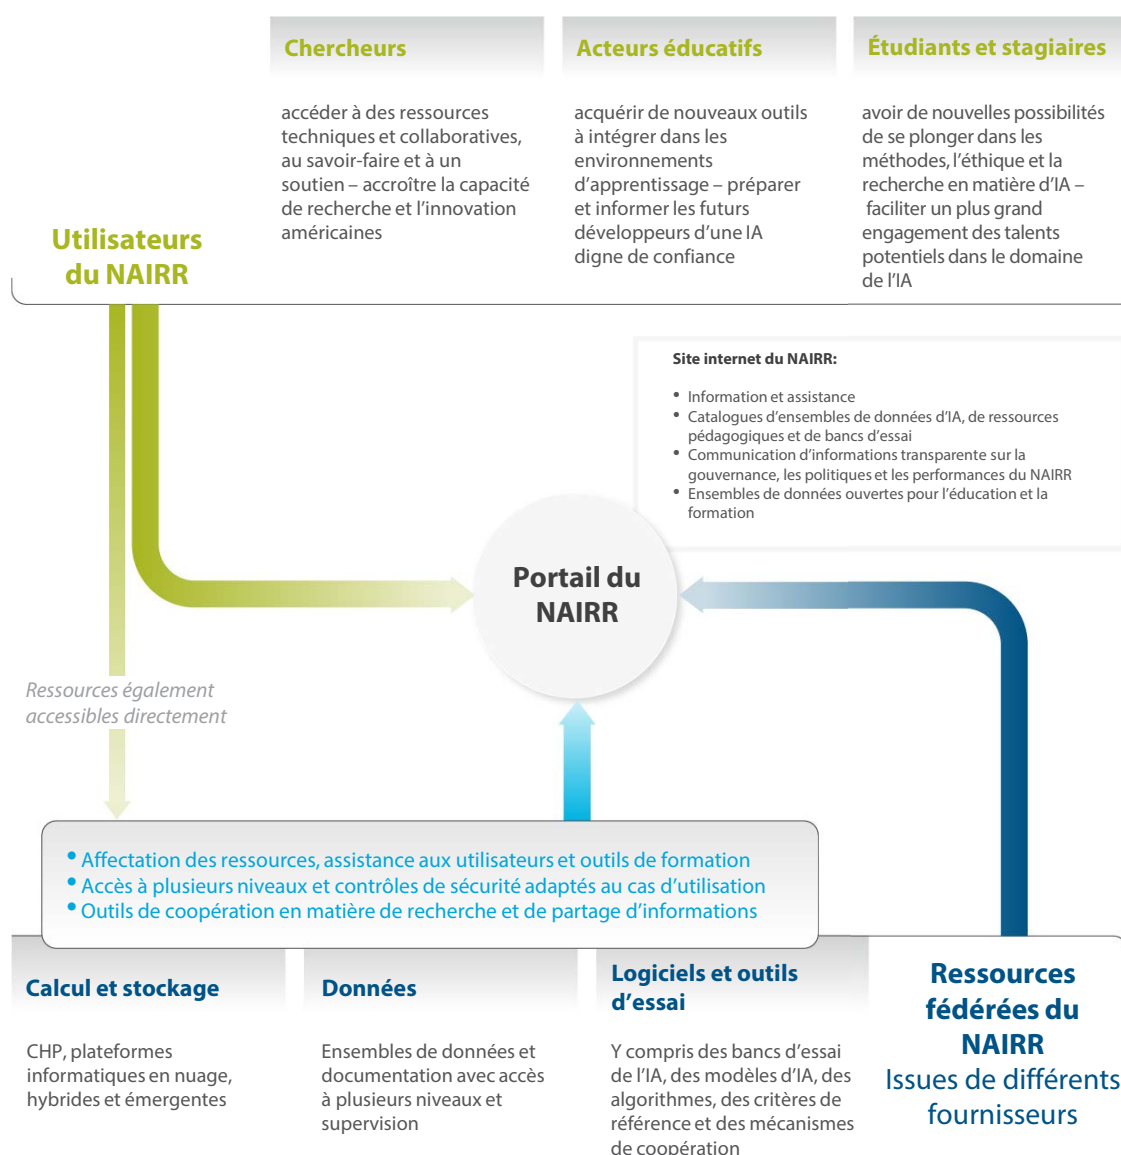 Chercheurs
accéder à des ressources
techniques et collaboratives,
au savoir-faire et à un
soutien – accroître la capacité
de recherche et l’innovation
américaines
Acteurs éducatifs
acquérir de nouveaux outils
à intégrer dans les
environnements
d’apprentissage – préparer
et informer les futurs
développeurs d’une IA
digne de confiance
Étudiants et stagiaires
avoir de nouvelles possibilités
de se plonger dans les
méthodes, l’éthique et la
recherche en matière d’IA –
faciliter un plus grand
engagement des talents
potentiels dans le domaine
de l’IA
Utilisateurs
du NAIRR
Site internet du NAIRR:
• Information et assistance
• Catalogues d’ensembles de données d’IA, de ressources
pédagogiques et de bancs d’essai
• Communication d’informations transparente sur la
gouvernance, les politiques et les performances du NAIRR
• Ensembles de données ouvertes pour l’éducation et la
formation
Portail du
NAIRR
Ressources également
accessibles directement
• Affectation des ressources, assistance aux utilisateurs et outils de formation
• Accès à plusieurs niveaux et contrôles de sécurité adaptés au cas d’utilisation
• Outils de coopération en matière de recherche et de partage d’informations
Calcul et stockage
CHP, plateformes
informatiques en nuage,
hybrides et émergentes
Données
Ensembles de données et
documentation avec accès
à plusieurs niveaux et
supervision
Logiciels et outils
d’essai
Y compris des bancs d’essai
de l’IA, des modèles d’IA, des
algorithmes, des critères de
référence et des mécanismes
de coopération
Ressources
fédérées du
NAIRR
Issues de différents
fournisseurs